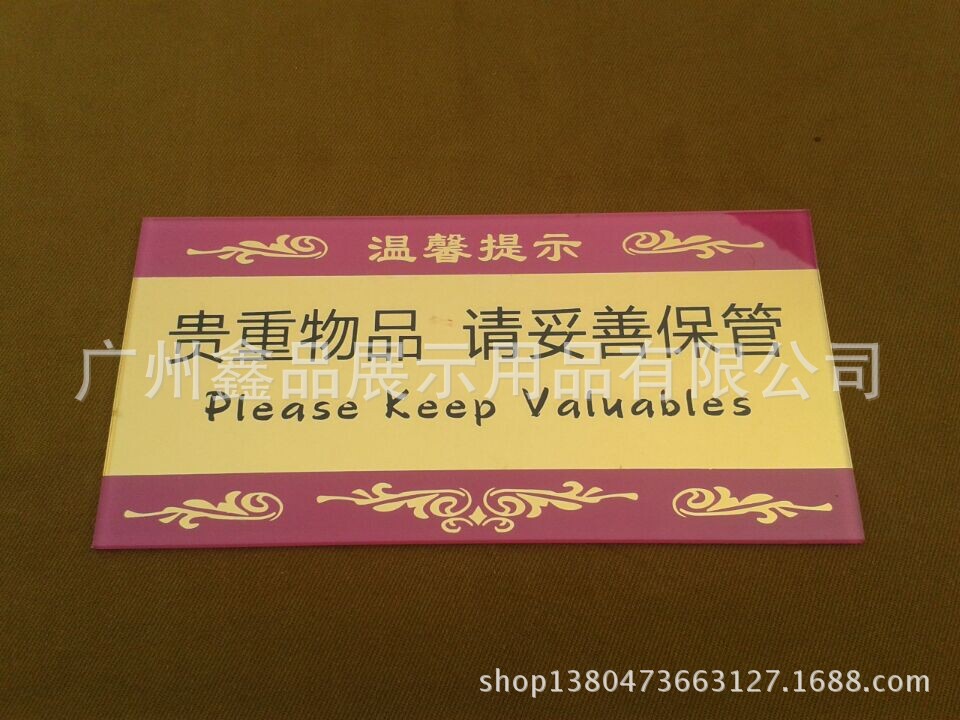 温馨提示
贵重物品 请妥善保管
广州鑫品展示用品有限公司
Please Keep Valuables
shop1380473663127.1688.com